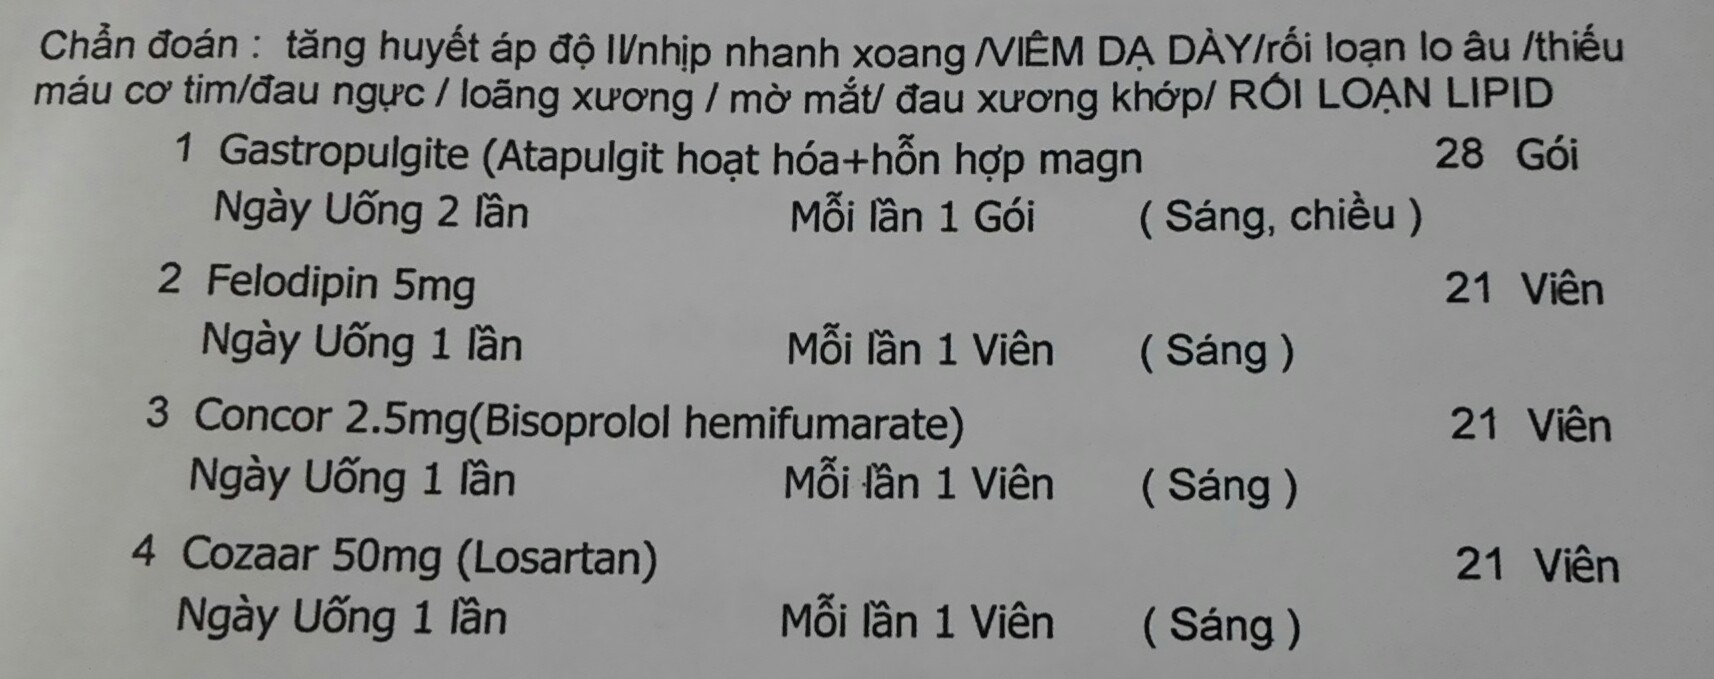 Chẩn đoán : tăng huyết áp độ II/nhịp nhanh xoang /VIÊM DẠ DÀY/rối loạn lo âu /thiếu
máu cơ tim/đau ngực / loãng xương / mờ mắt/ đau xương khớp/ RỐI LOẠN LIPID
1 Gastropulgite (Atapulgit hoạt hóa+hỗn hợp magn 28 Gói
Ngày Uống 2 lần Mỗi lần 1 Gói ( Sáng, chiều )
2 Felodipin 5mg 21 Viên
Ngày Uống 1 lần Mỗi lần 1 Viên ( Sáng )
3 Concor 2.5mg(Bisoprolol hemifumarate) 21 Viên
Ngày Uống 1 lần Mỗi lần 1 Viên ( Sáng )
4 Cozaar 50mg (Losartan) 21 Viên
Ngày Uống 1 lần Mỗi lần 1 Viên ( Sáng )